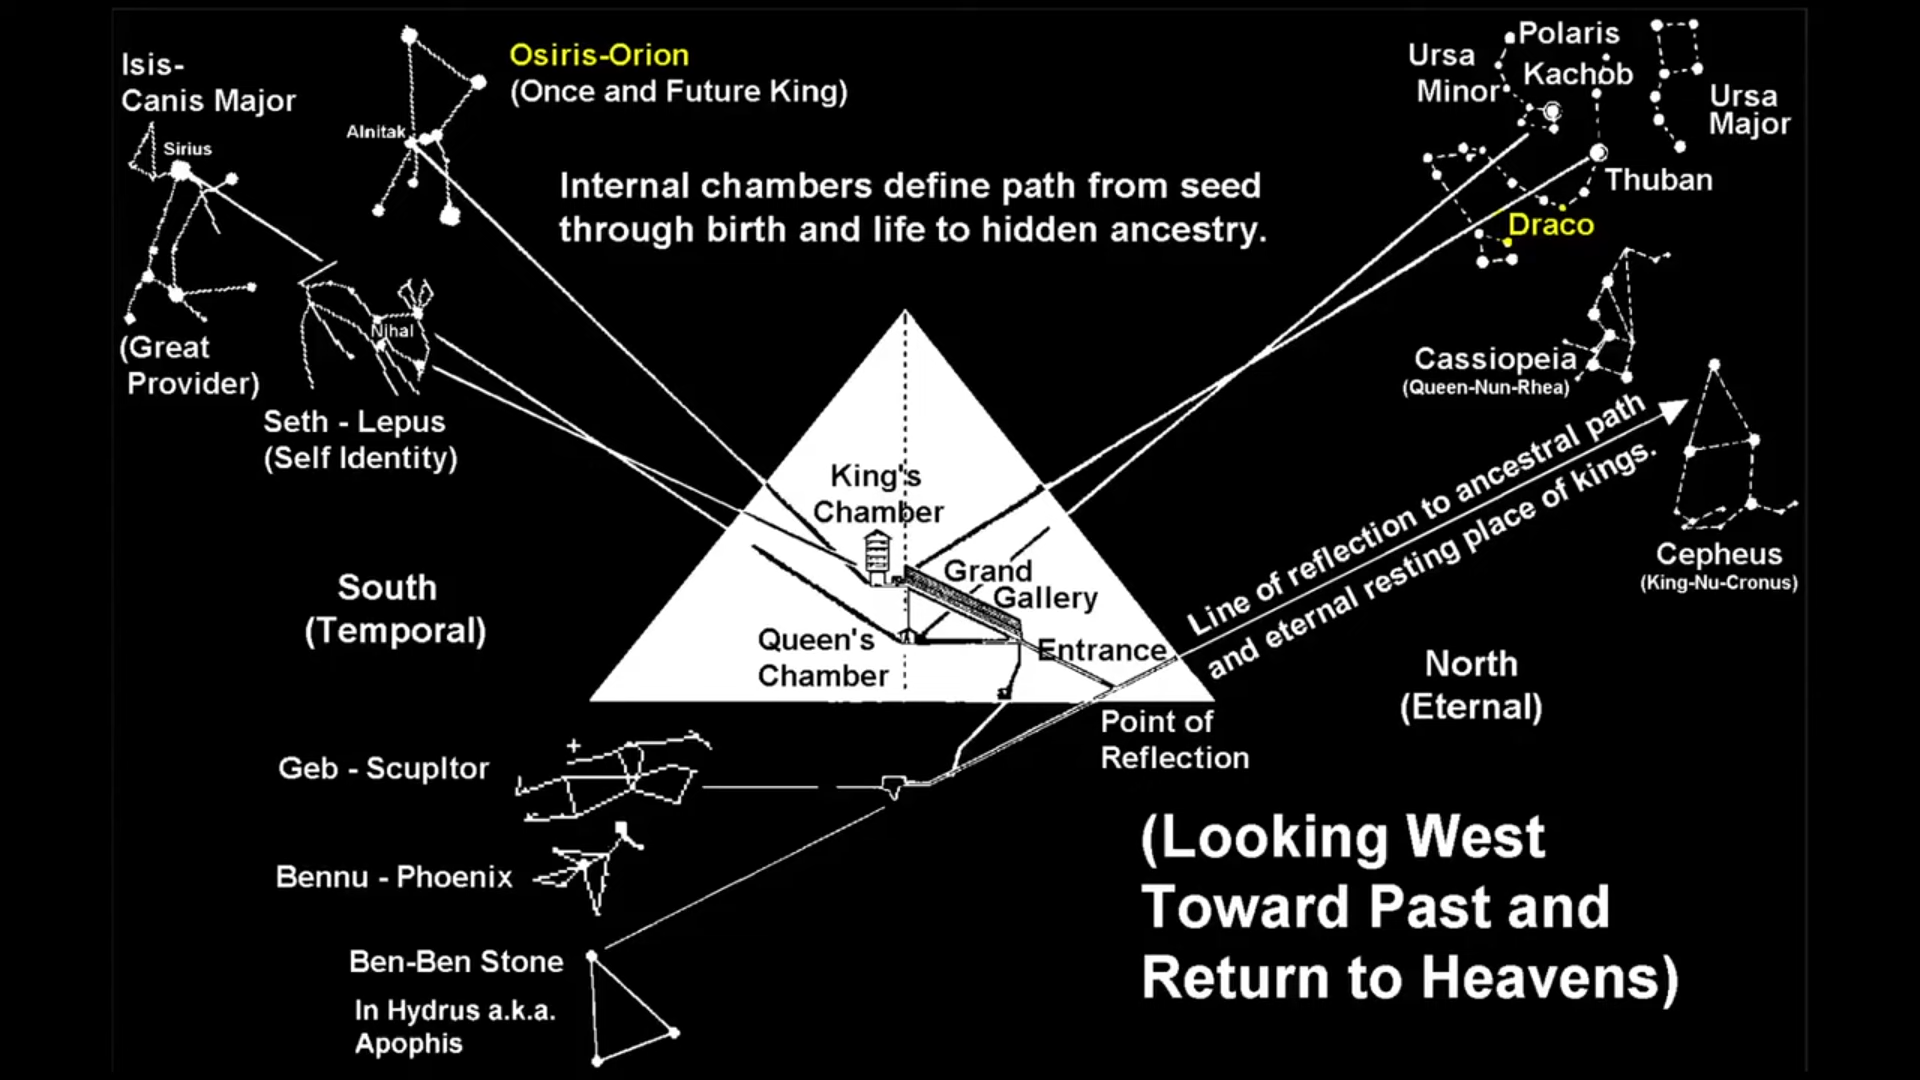 Isis-
Canis Major
Sirius
(Great
Provider)
Osiris-Orion
(Once and Future King)
Alnitak
Nihal
Seth - Lepus
(Self Identity)
Internal chambers define path from seed
through birth and life to hidden ancestry.
Ursa
Minor
Polaris
Kachob
Ursa
Major
Thuban
Draco
Cassiopeia
(Queen-Nun-Rhea)
Cepheus
(King-Nu-Cronus)
Line of reflection to ancestral path
and eternal resting place of kings.
South
(Temporal)
King's
Chamber
Grand
Gallery
Queen's
Chamber
Entrance
North
(Eternal)
Point of
Reflection
Geb - Scupltor
Bennu - Phoenix
Ben-Ben Stone
In Hydrus a.k.a.
Apophis
(Looking West
Toward Past and
Return to Heavens)